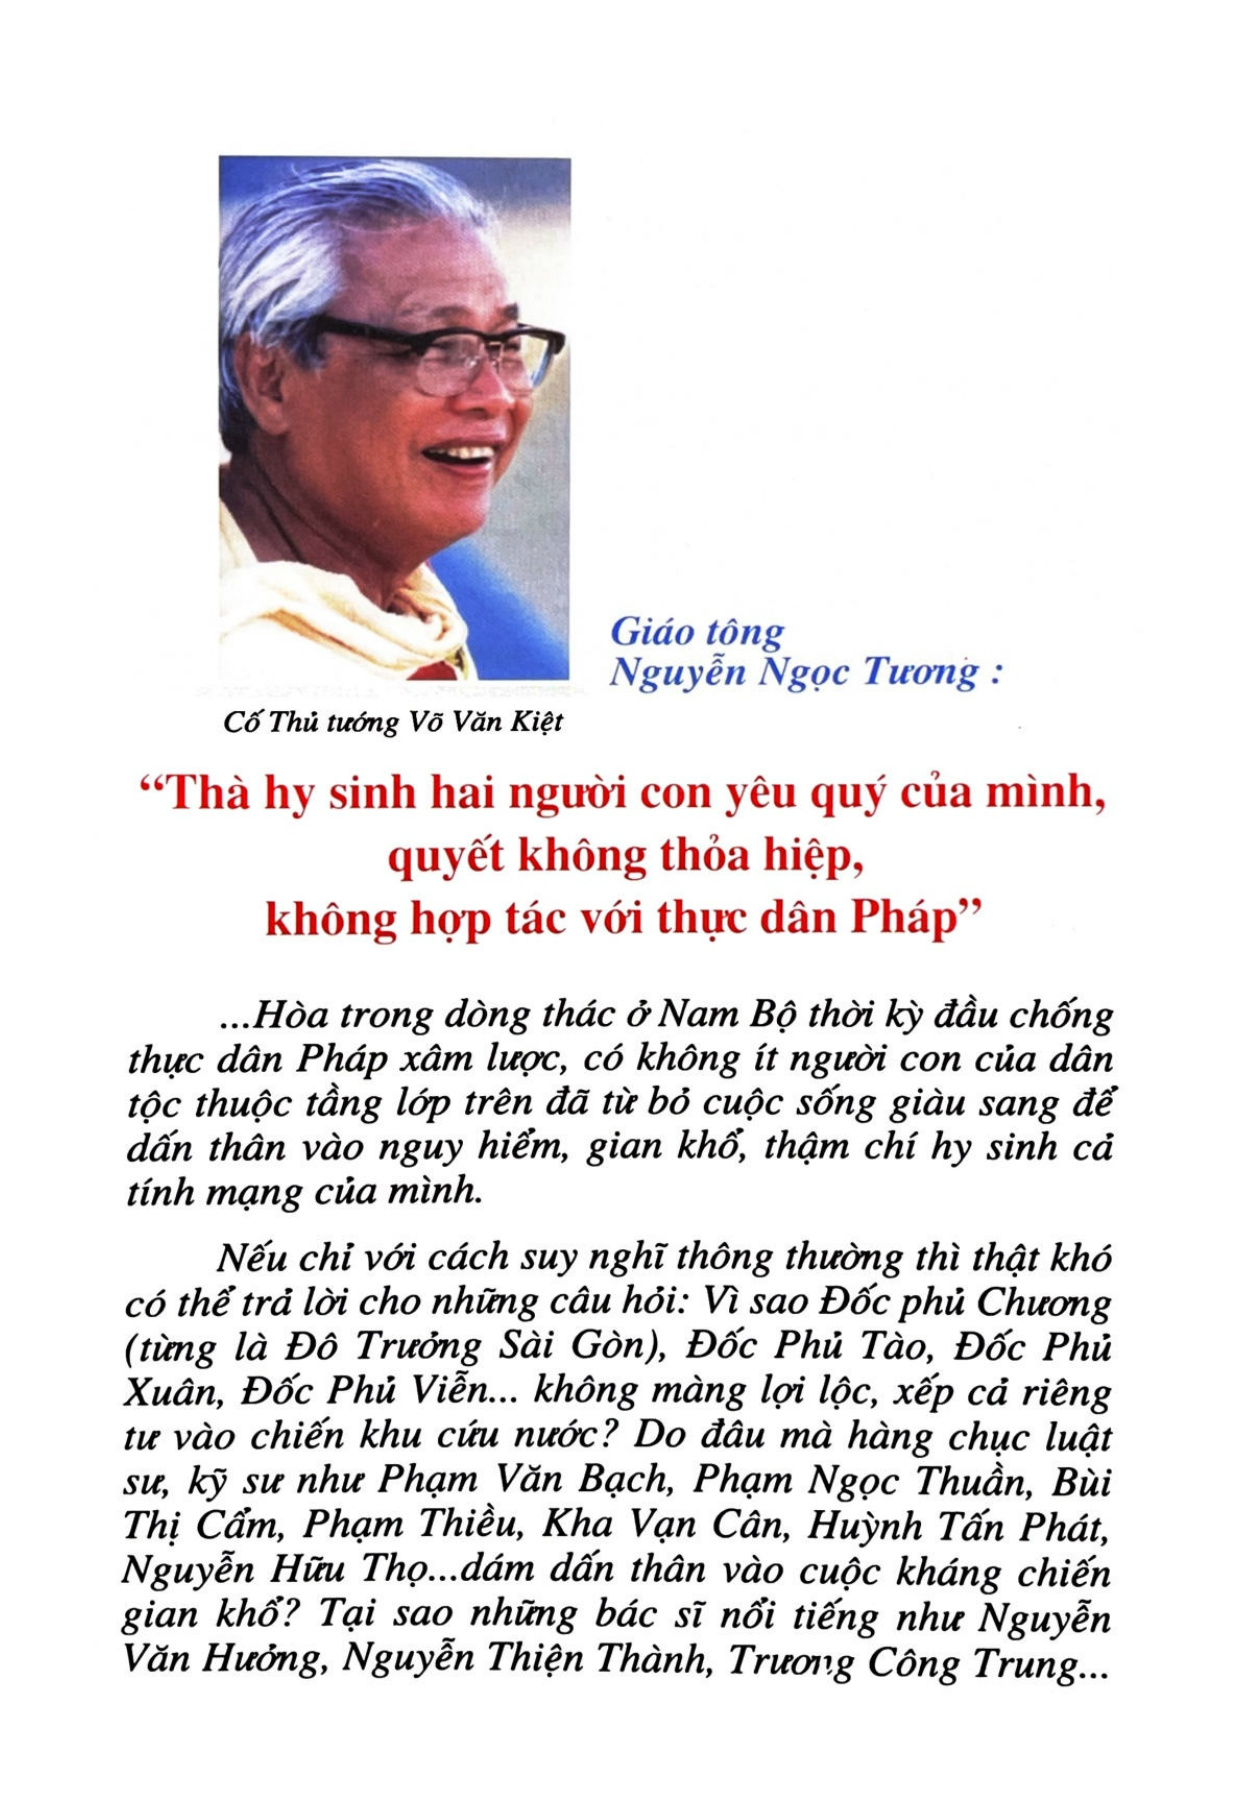 Giáo tông
Nguyễn Ngọc Tương :
Cố Thủ tướng Võ Văn Kiệt
“Thà hy sinh hai người con yêu quý của mình,
quyết không thỏa hiệp,
không hợp tác với thực dân Pháp”
...Hòa trong dòng thác ở Nam Bộ thời kỳ đầu chống
thực dân Pháp xâm lược, có không ít người con của dân
tộc thuộc tầng lớp trên đã từ bỏ cuộc sống giàu sang để
dấn thân vào nguy hiểm, gian khổ, thậm chí hy sinh cả
tính mạng của mình.
Nếu chỉ với cách suy nghĩ thông thường thì thật khó
có thể trả lời cho những câu hỏi: Vì sao Đốc phủ Chương
(từng là Đô Trưởng Sài Gòn), Đốc Phủ Tào, Đốc Phủ
Xuân, Đốc Phủ Viễn... không màng lợi lộc, xếp cả riêng
tư vào chiến khu cứu nước? Do đâu mà hàng chục luật
sư, kỹ sư như Phạm Văn Bạch, Phạm Ngọc Thuần, Bùi
Thị Cẩm, Phạm Thiều, Kha Vạn Cân, Huỳnh Tấn Phát,
Nguyễn Hữu Thọ...dám dấn thân vào cuộc kháng chiến
gian khổ? Tại sao những bác sĩ nổi tiếng như Nguyễn
Văn Hưởng, Nguyễn Thiện Thành, Trương Công Trung...